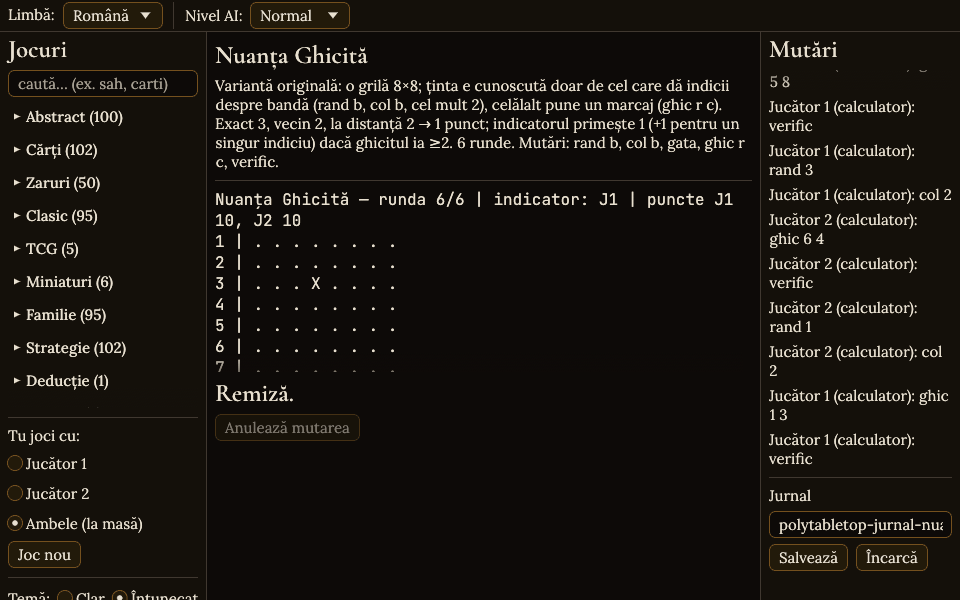 Limbă: Română ▼ Nivel AI: Normal ▼
Jocuri
caută... (ex. sah, carti)
▸ Abstract (100)
▸ Cărți (102)
▸ Zaruri (50)
▸ Clasic (95)
▸ TCG (5)
▸ Miniaturi (6)
▸ Familie (95)
▸ Strategie (102)
▸ Deducție (1)
Tu joci cu:
Jucător 1
Jucător 2
Ambele (la masă)
Joc nou
Temă: Clar Întunecat
Nuanța Ghicită
Variantă originală: o grilă 8×8; ținta e cunoscută doar de cel care dă indicii
despre bandă (rand b, col b, cel mult 2), celălalt pune un marcaj (ghic r c).
Exact 3, vecin 2, la distanță 2 → 1 punct; indicatorul primește 1 (+1 pentru un
singur indiciu) dacă ghicitul ia ≥2. 6 runde. Mutări: rand b, col b, gata, ghic r
c, verific.
Nuanța Ghicită — runda 6/6 | indicator: J1 | puncte J1
10, J2 10
1 | . . . . . . . .
2 | . . . . . . . .
3 | . . . X . . . .
4 | . . . . . . . .
5 | . . . . . . . .
6 | . . . . . . . .
7 | . . . . . . . .
Remiză.
Anulează mutarea
Mutări
5 8
Jucător 1 (calculator):
verific
Jucător 1 (calculator):
rand 3
Jucător 1 (calculator): col 2
Jucător 2 (calculator):
ghic 6 4
Jucător 2 (calculator):
verific
Jucător 2 (calculator):
rand 1
Jucător 2 (calculator): col
2
Jucător 1 (calculator): ghic
1 3
Jucător 1 (calculator):
verific
Jurnal
polytabletop-jurnal-nua
Salvează Încarcă